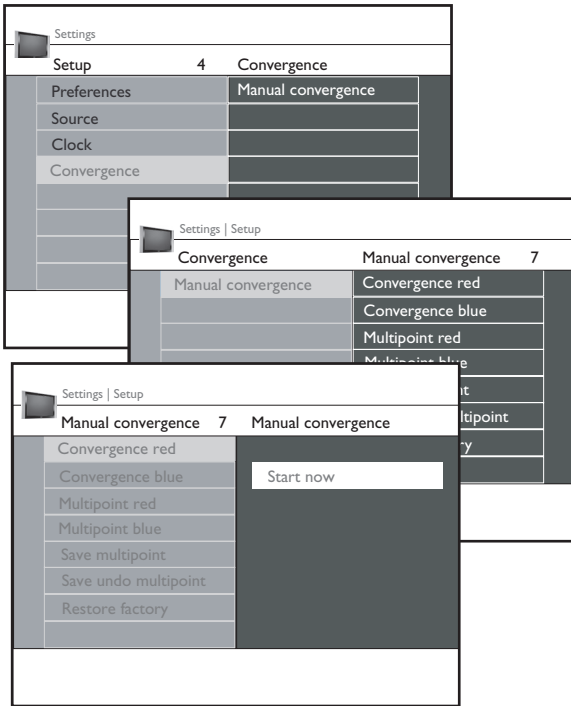 Settings
Setup 4 Convergence
Preferences Manual convergence
Source
Clock
Convergence
Settings | Setup
Convergence Manual convergence 7
Manual convergence Convergence red
Convergence blue
Multipoint red
Multipoint blue
Settings | Setup
Manual convergence 7 Manual convergence
Convergence red
Convergence blue Start now
Multipoint red
Multipoint blue
Save multipoint
Save undo multipoint
Restore factory